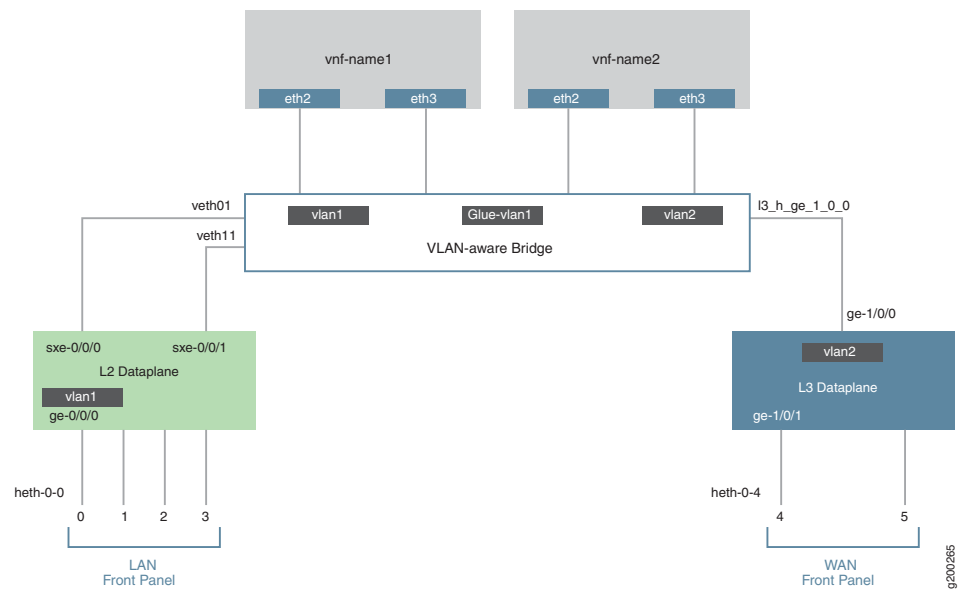 vnf-name1
vnf-name2
eth2
eth3
eth2
eth3
veth01
l3_h_ge_1_0_0
vlan1
Glue-vlan1
vlan2
veth11
VLAN-aware Bridge
ge-1/0/0
sxe-0/0/0
sxe-0/0/1
vlan2
L2 Dataplane
L3 Dataplane
vlan1
ge-0/0/0
ge-1/0/1
heth-0-0
heth-0-4
0
1
2
3
4
5
LAN
Front Panel
WAN
Front Panel
g200265